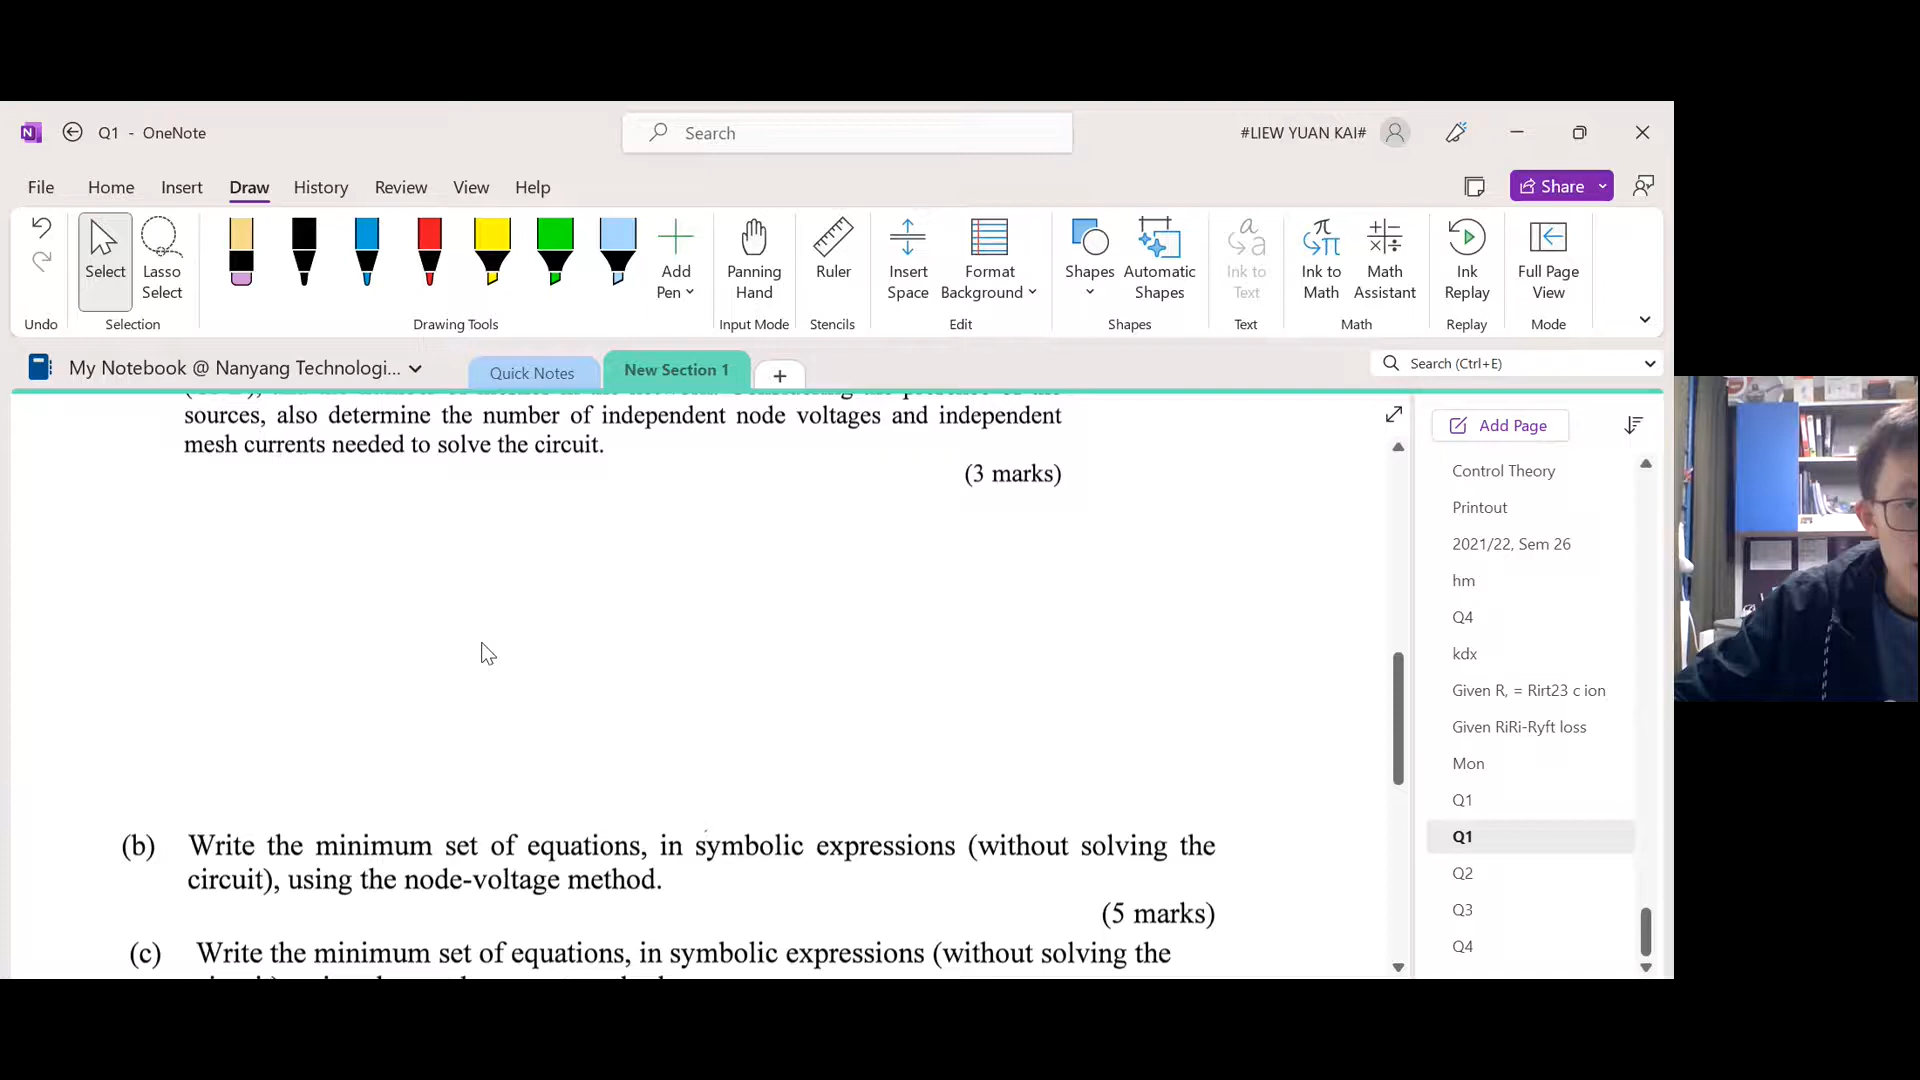 Q1 - OneNote
Search
#LIEW YUAN KAI#
File Home Insert Draw History Review View Help
Share
Select
Lasso Select
Add Pen
Panning Hand
Ruler
Insert Space
Format Background
Shapes
Automatic Shapes
Ink to Text
Ink to Math
Math Assistant
Ink Replay
Full Page View
Undo Selection Drawing Tools Input Mode Stencils Edit Shapes Text Math Replay Mode
My Notebook @ Nanyang Technologi...
Quick Notes
New Section 1
Search (Ctrl+E)
sources, also determine the number of independent node voltages and independent
mesh currents needed to solve the circuit.
(3 marks)
(b) Write the minimum set of equations, in symbolic expressions (without solving the
circuit), using the node-voltage method.
(5 marks)
(c) Write the minimum set of equations, in symbolic expressions (without solving the
Add Page
Control Theory
Printout
2021/22, Sem 26
hm
Q4
kdx
Given R, = Rirt23 c ion
Given RiRi-Ryft loss
Mon
Q1
Q1
Q2
Q3
Q4